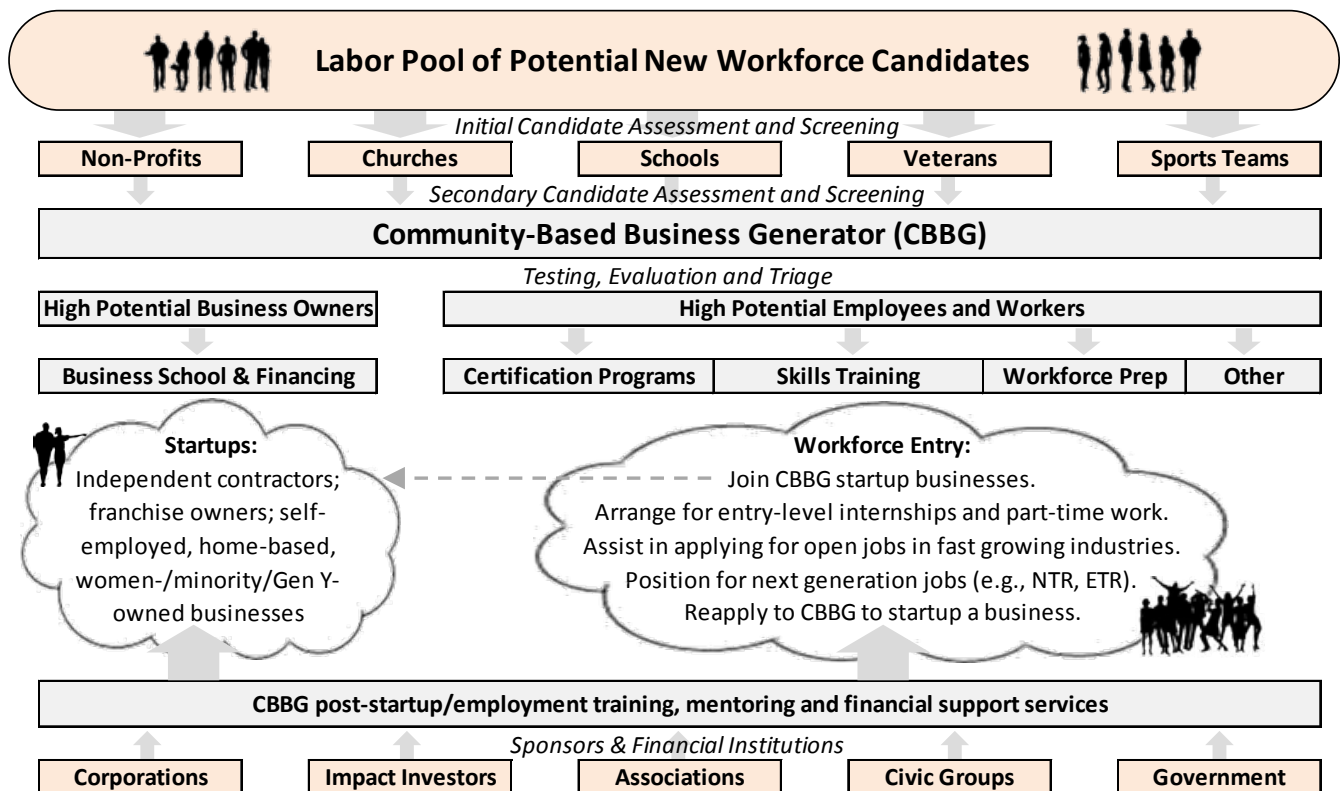 Labor Pool of Potential New Workforce Candidates
Initial Candidate Assessment and Screening
Non-Profits
Churches
Schools
Veterans
Sports Teams
Secondary Candidate Assessment and Screening
Community-Based Business Generator (CBBG)
Testing, Evaluation and Triage
High Potential Business Owners
High Potential Employees and Workers
Business School & Financing
Certification Programs
Skills Training
Workforce Prep
Other
Startups:
Independent contractors;
franchise owners; self-
employed, home-based,
women-/minority/Gen Y-
owned businesses
Workforce Entry:
Join CBBG startup businesses.
Arrange for entry-level internships and part-time work.
Assist in applying for open jobs in fast growing industries.
Position for next generation jobs (e.g., NTR, ETR).
Reapply to CBBG to startup a business.
CBBG post-startup/employment training, mentoring and financial support services
Sponsors & Financial Institutions
Corporations
Impact Investors
Associations
Civic Groups
Government